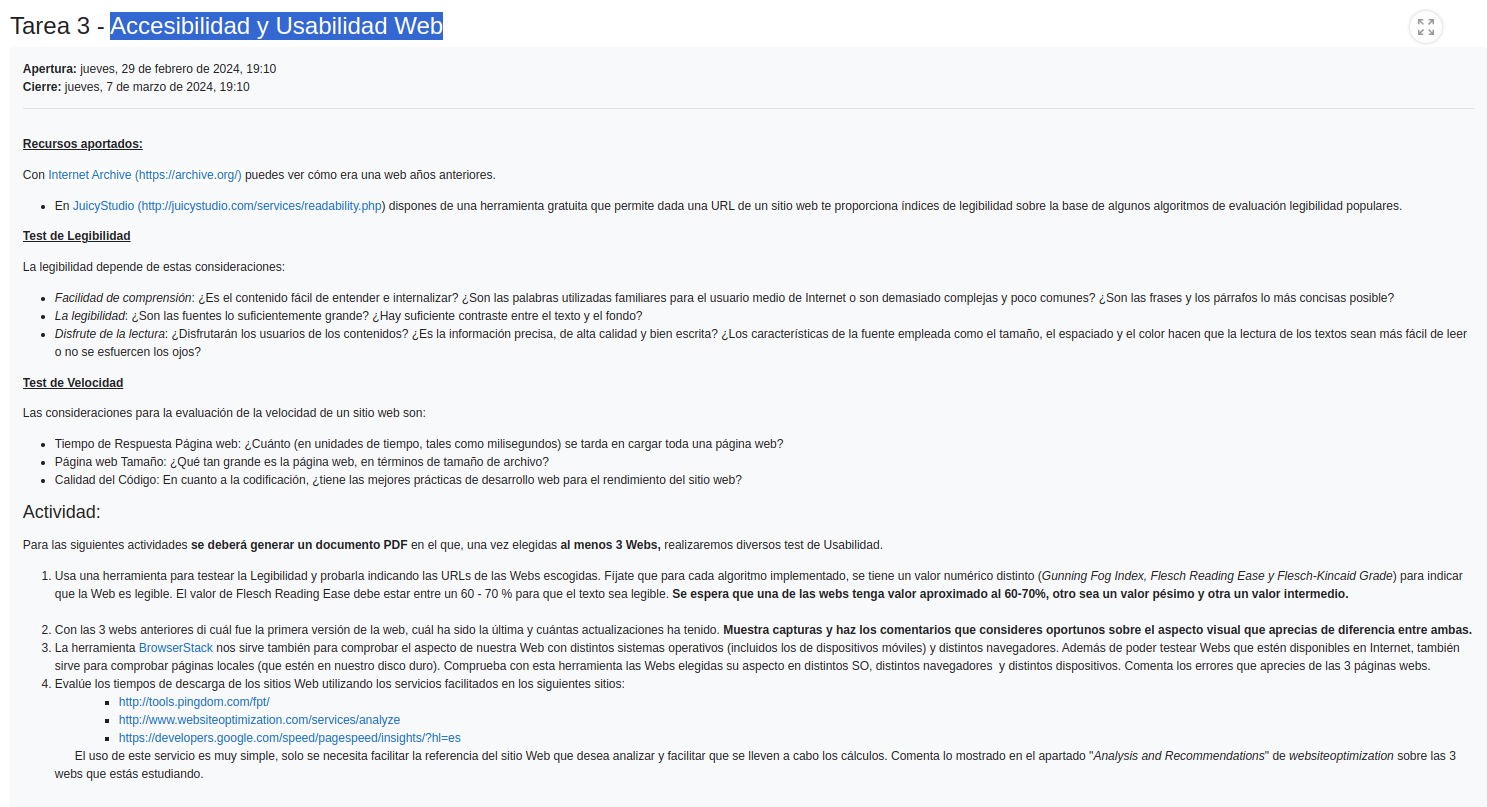 Tarea 3 - Accesibilidad y Usabilidad Web
Apertura: jueves, 29 de febrero de 2024, 19:10
Cierre: jueves, 7 de marzo de 2024, 19:10
Recursos aportados:
Con Internet Archive (https://archive.org/) puedes ver cómo era una web años anteriores.
• En JuicyStudio (http://juicystudio.com/services/readability.php) dispones de una herramienta gratuita que permite dada una URL de un sitio web te proporciona índices de legibilidad sobre la base de algunos algoritmos de evaluación legibilidad populares.
Test de Legibilidad
La legibilidad depende de estas consideraciones:
• Facilidad de comprensión: ¿Es el contenido fácil de entender e internalizar? ¿Son las palabras utilizadas familiares para el usuario medio de Internet o son demasiado complejas y poco comunes? ¿Son las frases y los párrafos lo más concisas posible?
• La legibilidad: ¿Son las fuentes lo suficientemente grande? ¿Hay suficiente contraste entre el texto y el fondo?
• Disfrute de la lectura: ¿Disfrutarán los usuarios de los contenidos? ¿Es la información precisa, de alta calidad y bien escrita? ¿Los características de la fuente empleada como el tamaño, el espaciado y el color hacen que la lectura de los textos sean más fácil de leer
o no se esfuercen los ojos?
Test de Velocidad
Las consideraciones para la evaluación de la velocidad de un sitio web son:
• Tiempo de Respuesta Página web: ¿Cuánto (en unidades de tiempo, tales como milisegundos) se tarda en cargar toda una página web?
• Página web Tamaño: ¿Qué tan grande es la página web, en términos de tamaño de archivo?
• Calidad del Código: En cuanto a la codificación, ¿tiene las mejores prácticas de desarrollo web para el rendimiento del sitio web?
Actividad:
Para las siguientes actividades se deberá generar un documento PDF en el que, una vez elegidas al menos 3 Webs, realizaremos diversos test de Usabilidad.
1. Usa una herramienta para testear la Legibilidad y probarla indicando las URLs de las Webs escogidas. Fíjate que para cada algoritmo implementado, se tiene un valor numérico distinto (Gunning Fog Index, Flesch Reading Ease y Flesch-Kincaid Grade) para indicar
que la Web es legible. El valor de Flesch Reading Ease debe estar entre un 60 - 70 % para que el texto sea legible. Se espera que una de las webs tenga valor aproximado al 60-70%, otro sea un valor pésimo y otra un valor intermedio.
2. Con las 3 webs anteriores di cuál fue la primera versión de la web, cuál ha sido la última y cuántas actualizaciones ha tenido. Muestra capturas y haz los comentarios que consideres oportunos sobre el aspecto visual que aprecias de diferencia entre ambas.
3. La herramienta BrowserStack nos sirve también para comprobar el aspecto de nuestra Web con distintos sistemas operativos (incluidos los de dispositivos móviles) y distintos navegadores. Además de poder testear Webs que estén disponibles en Internet, también
sirve para comprobar páginas locales (que estén en nuestro disco duro). Comprueba con esta herramienta las Webs elegidas su aspecto en distintos SO, distintos navegadores y distintos dispositivos. Comenta los errores que aprecies de las 3 páginas webs.
4. Evalúe los tiempos de descarga de los sitios Web utilizando los servicios facilitados en los siguientes sitios:
▪ http://tools.pingdom.com/fpt/
▪ http://www.websiteoptimization.com/services/analyze
▪ https://developers.google.com/speed/pagespeed/insights/?hl=es
El uso de este servicio es muy simple, solo se necesita facilitar la referencia del sitio Web que desea analizar y facilitar que se lleven a cabo los cálculos. Comenta lo mostrado en el apartado "Analysis and Recommendations" de websiteoptimization sobre las 3
webs que estás estudiando.